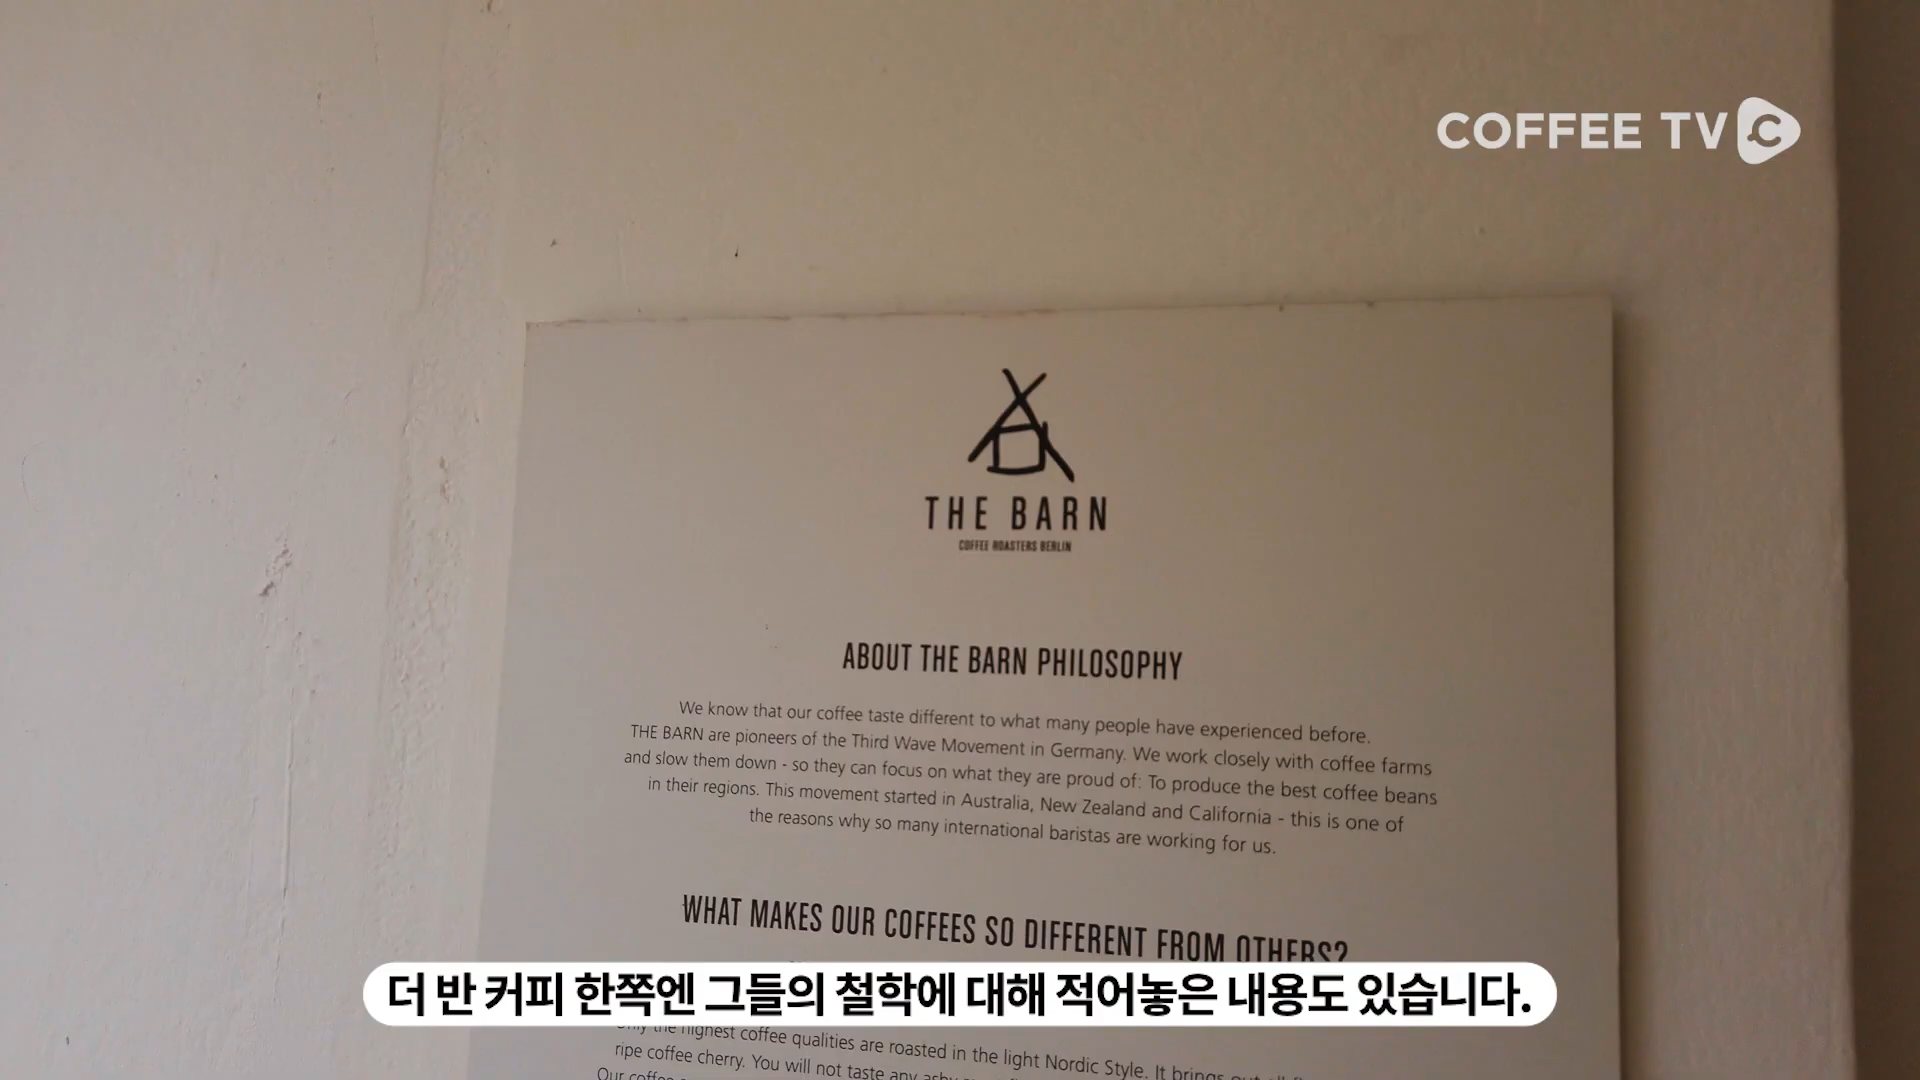 COFFEE TV
THE BARN
COFFEE ROASTERS BERLIN
ABOUT THE BARN PHILOSOPHY
We know that our coffee taste different to what many people have experienced before.
THE BARN are pioneers of the Third Wave Movement in Germany. We work closely with coffee farms
and slow them down - so they can focus on what they are proud of: To produce the best coffee beans
in their regions. This movement started in Australia, New Zealand and California - this is one of
the reasons why so many international baristas are working for us.
WHAT MAKES OUR COFFEES SO DIFFERENT FROM OTHERS?
더 반 커피 한쪽엔 그들의 철학에 대해 적어놓은 내용도 있습니다.
Only the highest coffee qualities are roasted in the light Nordic Style. It brings out all
ripe coffee cherry. You will not taste any
Our